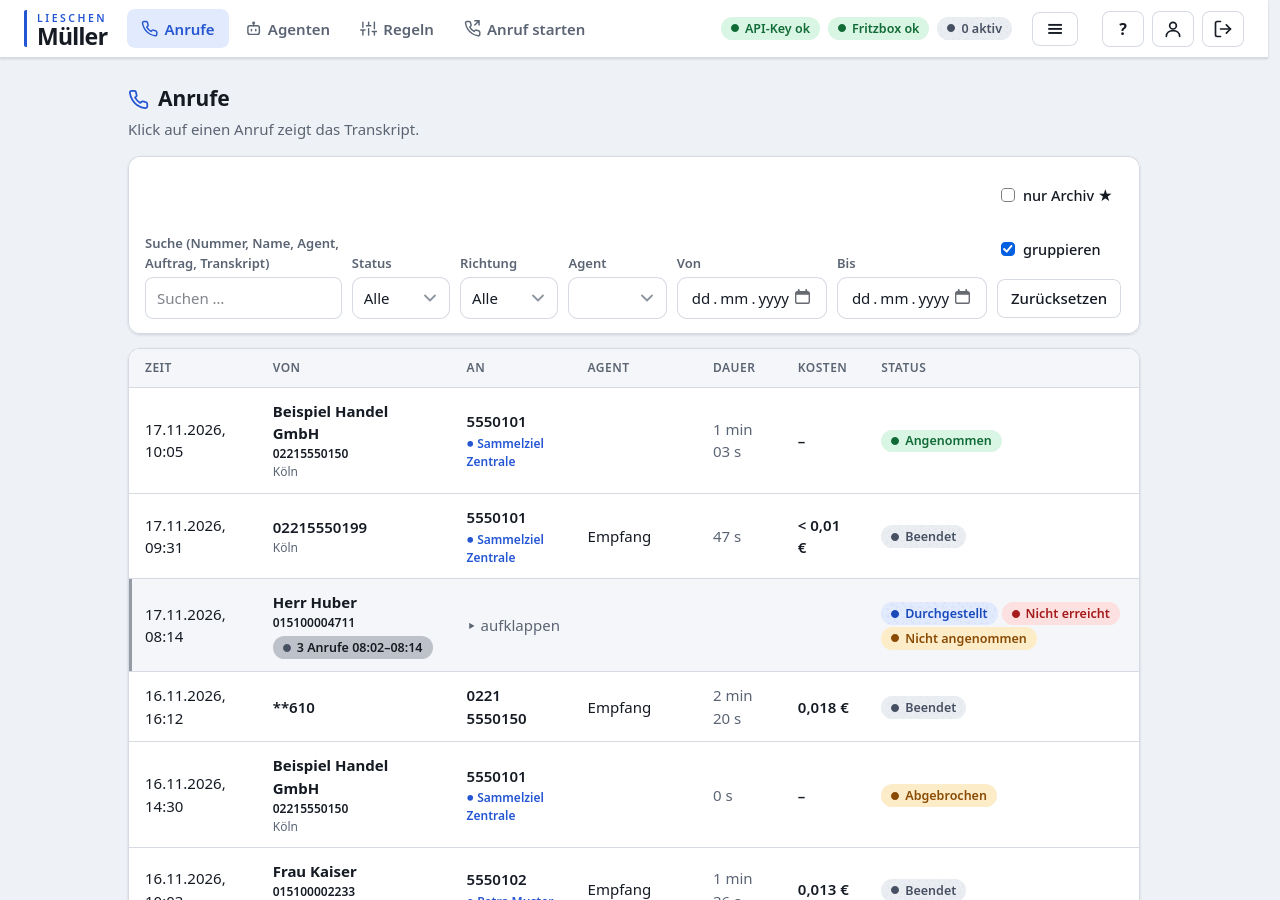 LIESCHEN
Müller
Anrufe
Agenten
Regeln
Anruf starten
API-Key ok
Fritzbox ok
0 aktiv
?
Anrufe
Klick auf einen Anruf zeigt das Transkript.
nur Archiv ★
gruppieren
Suche (Nummer, Name, Agent,
Auftrag, Transkript)
Status
Richtung
Agent
Von
Bis
Suchen ...
Alle
Alle
dd.mm.yyyy
dd.mm.yyyy
Zurücksetzen
ZEIT VON AN AGENT DAUER KOSTEN STATUS
17.11.2026,
10:05
Beispiel Handel
GmbH
02215550150
Köln
5550101
● Sammelziel
Zentrale
1 min
03 s
–
Angenommen
17.11.2026,
09:31
02215550199
Köln
5550101
● Sammelziel
Zentrale
Empfang
47 s
< 0,01
€
Beendet
17.11.2026,
08:14
Herr Huber
015100004711
3 Anrufe 08:02–08:14
▸ aufklappen
Durchgestellt
Nicht erreicht
Nicht angenommen
16.11.2026,
16:12
**610
0221
5550150
Empfang
2 min
20 s
0,018 €
Beendet
16.11.2026,
14:30
Beispiel Handel
GmbH
02215550150
Köln
5550101
● Sammelziel
Zentrale
0 s
–
Abgebrochen
16.11.2026,
Frau Kaiser
015100002233
5550102
Empfang
1 min
0,013 €
Beendet